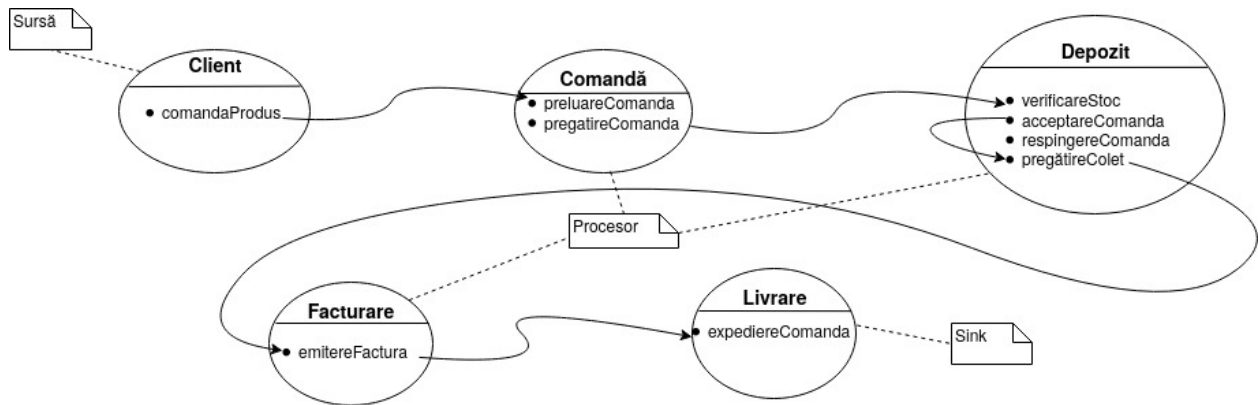 Sursă
Client
• comandaProdus
Comandă
• preluareComanda
• pregatireComanda
Depozit
• verificareStoc
• acceptareComanda
• respingereComanda
• pregătireColet
Procesor
Facturare
• emitereFactura
Livrare
• expediereComanda
Sink